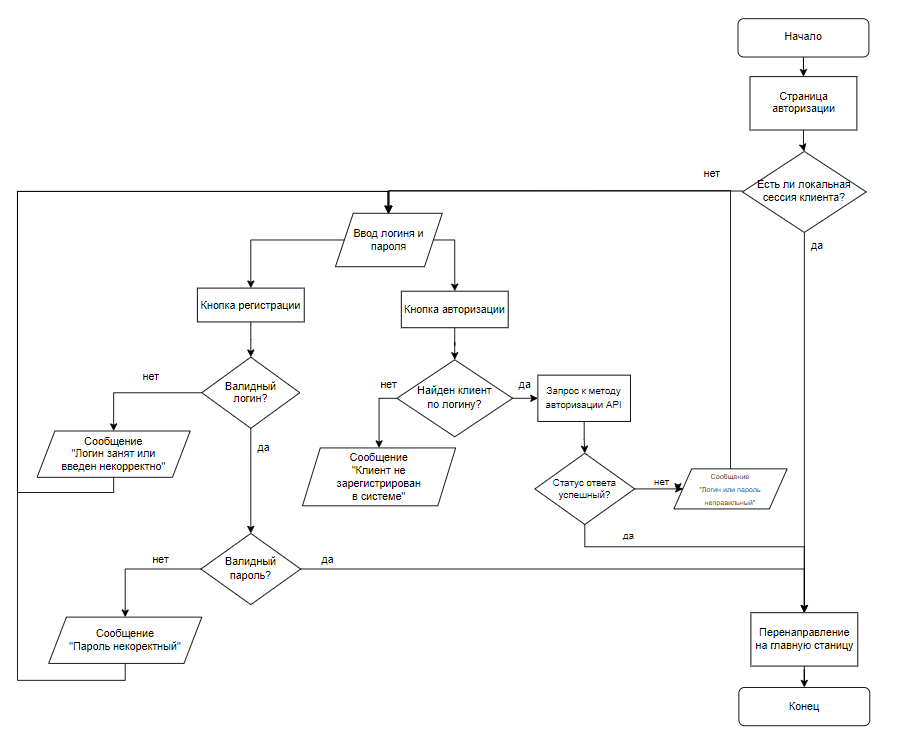 Начало
Страница
авторизации
нет
Есть ли локальная
сессия клиента?
да
Ввод логиня и
пароля
Кнопка регистрации
Кнопка авторизации
нет
Валидный
логин?
да
Сообщение
"Логин занят или
введен некорректно"
нет
Найден клиент
по логину?
да
Запрос к методу
авторизации API
Сообщение
"Клиент не
зарегистрирован
в системе"
Статус ответа
успешный?
нет
Сообщение
"Логин или пароль
неправильный"
да
нет
Валидный
пароль?
да
Сообщение
"Пароль некоректный"
Перенаправление
на главную станицу
Конец